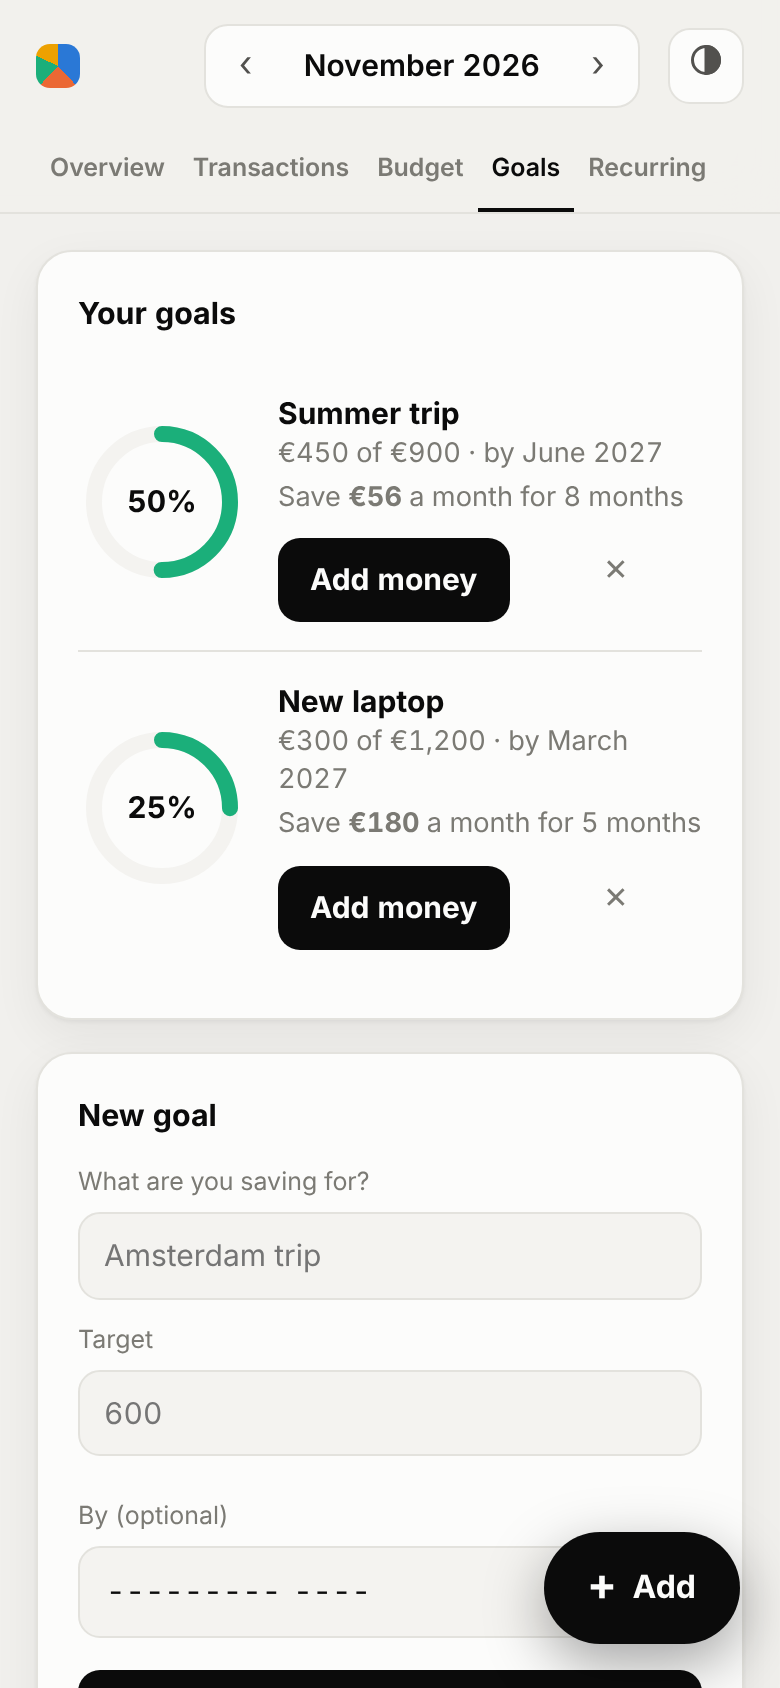 ‹ November 2026 ›
Overview Transactions Budget Goals Recurring
Your goals
50%
Summer trip
€450 of €900 · by June 2027
Save €56 a month for 8 months
Add money ×
25%
New laptop
€300 of €1,200 · by March
2027
Save €180 a month for 5 months
Add money ×
New goal
What are you saving for?
Amsterdam trip
Target
600
By (optional)
--------- ----
+ Add